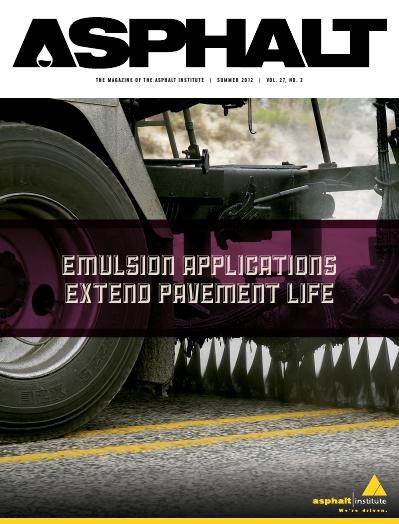 ASPHALT
THE MAGAZINE OF THE ASPHALT INSTITUTE | SUMMER 2012 | VOL. 27, NO. 2
EMULSION APPLICATIONS
EXTEND PAVEMENT LIFE
asphalt institute
We're driven.